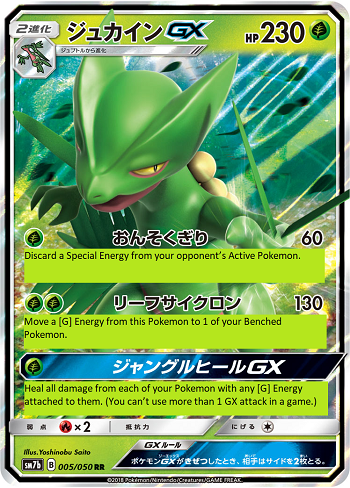 2進化 ジュカインGX HP 230
ジュプトルから進化
おんそくぎり 60
Discard a Special Energy from your opponent's Active Pokemon.
リーフサイクロン 130
Move a [G] Energy from this Pokemon to 1 of your Benched
Pokemon.
ジャングルヒールGX
Heal all damage from each of your Pokemon with any [G] Energy
attached to them. (You can't use more than 1 GX attack in a game.)
弱点 ×2 抵抗力 にげる
Illus.Yoshinobu Saito
GXルール
sm7b B 005/050 RR
ポケモンGXがきぜつしたとき、相手はサイドを2枚とる。
©2018 Pokémon/Nintendo/Creatures/GAME FREAK.